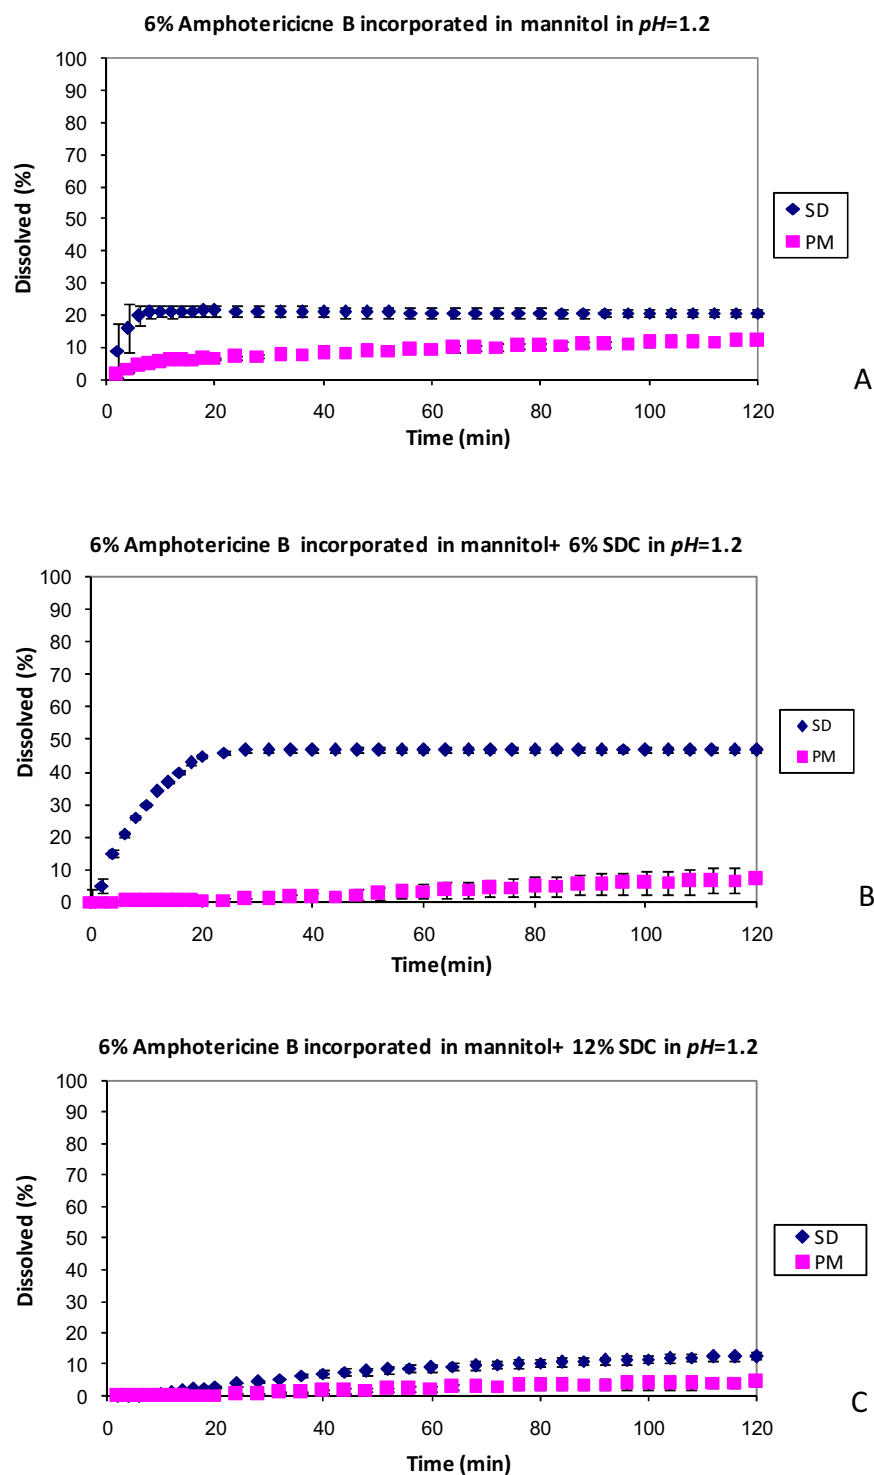 6% Amphotericicne B incorporated in mannitol in pH=1.2
100
90
80
70
60
50
40
30
20
10
0
Dissolved (%)
0 20 40 60 80 100 120
Time (min)
SD
PM
A
6% Amphotericine B incorporated in mannitol+ 6% SDC in pH=1.2
100
90
80
70
60
50
40
30
20
10
0
Dissolved (%)
0 20 40 60 80 100 120
Time(min)
SD
PM
B
6% Amphotericine B incorporated in mannitol+ 12% SDC in pH=1.2
100
90
80
70
60
50
40
30
20
10
0
Dissolved (%)
0 20 40 60 80 100 120
Time (min)
SD
PM
C